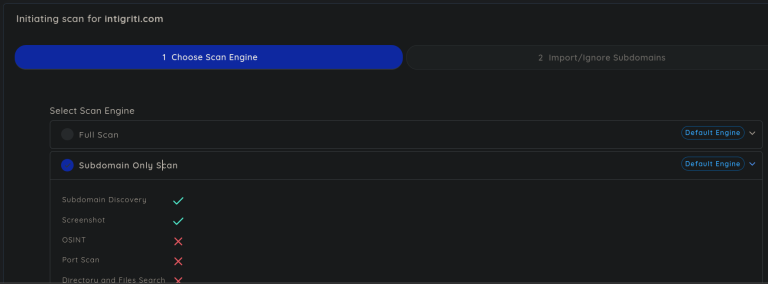 Initiating scan for intigriti.com
1 Choose Scan Engine
2 Import/Ignore Subdomains
Select Scan Engine
Full Scan Default Engine
Subdomain Only Scan Default Engine
Subdomain Discovery
Screenshot
OSINT
Port Scan
Directory and Files Search